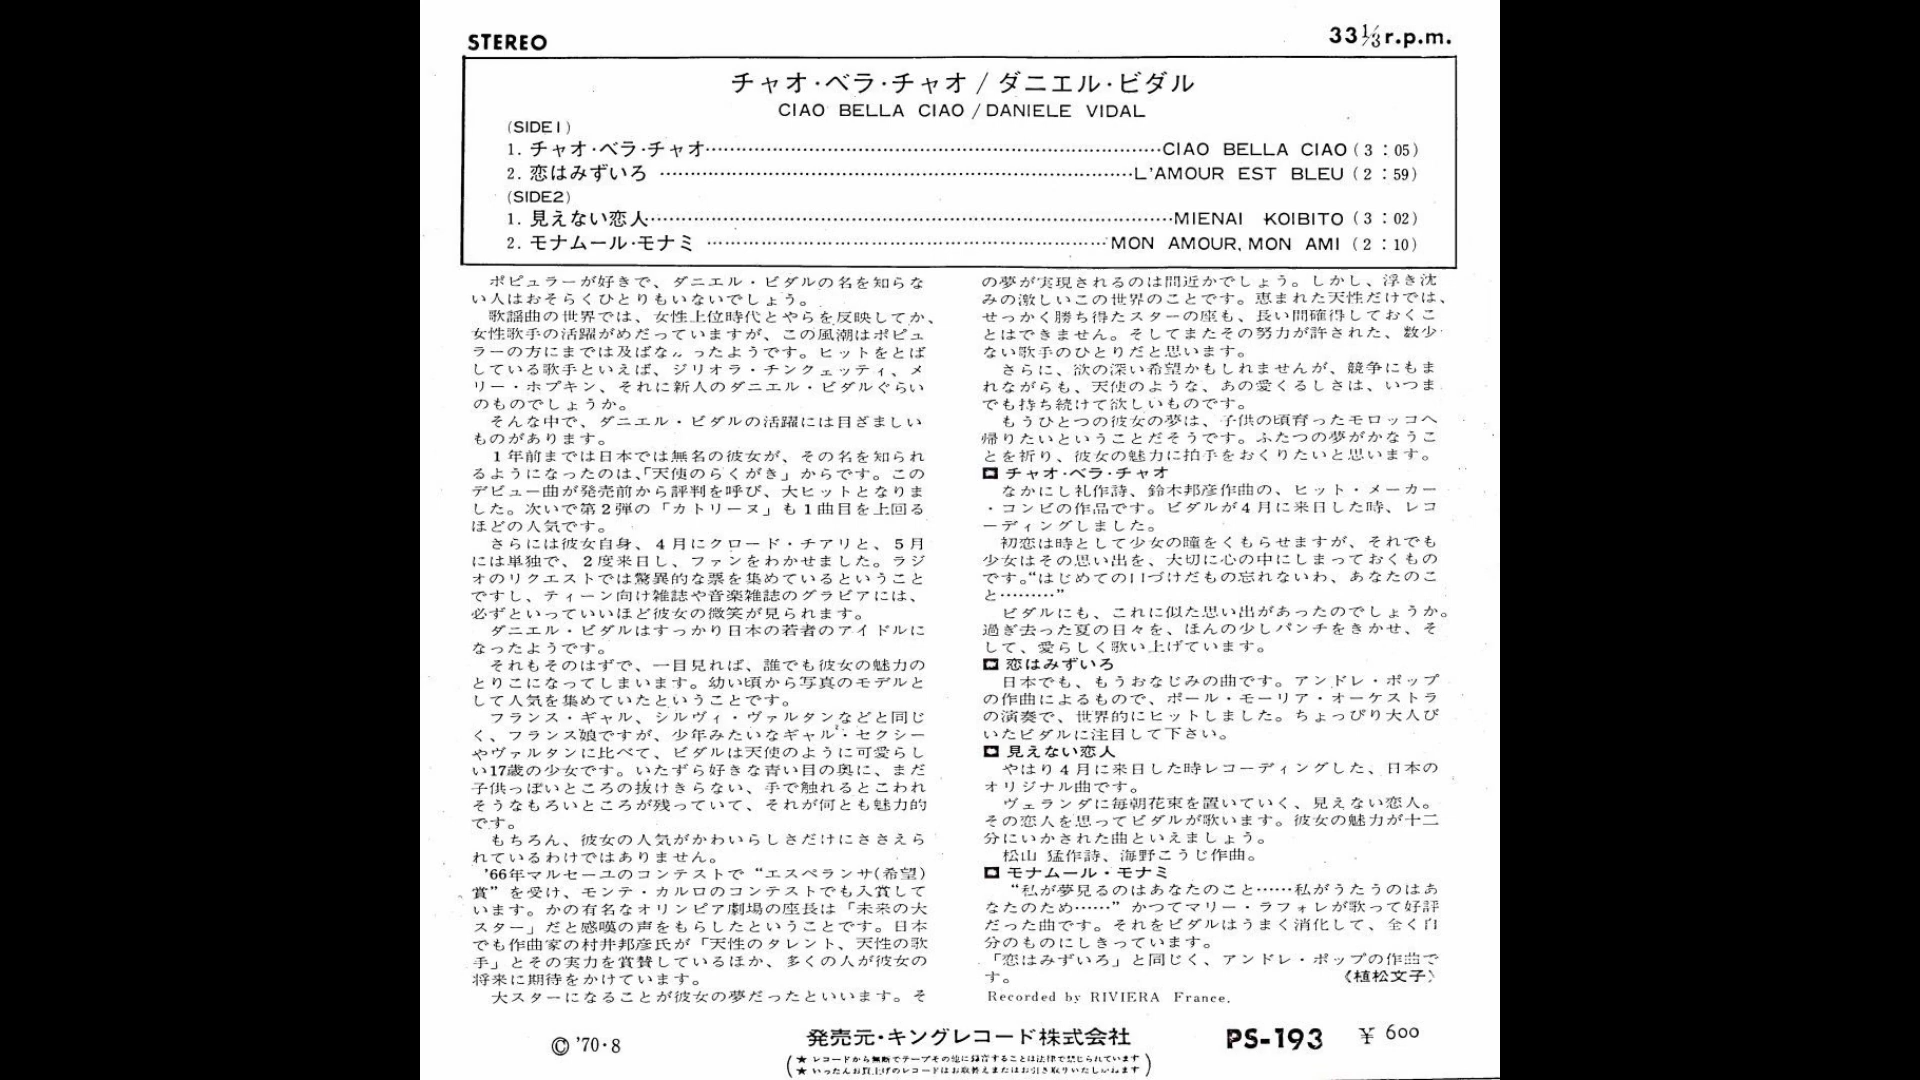 STEREO
33⅓r.p.m.
チャオ・ベラ・チャオ / ダニエル・ビダル
CIAO BELLA CIAO / DANIELE VIDAL
(SIDE1)
1. チャオ・ベラ・チャオ……CIAO BELLA CIAO (3:05)
2. 恋はみずいろ……L'AMOUR EST BLEU (2:59)
(SIDE2)
1. 見えない恋人……MIENAI KOIBITO (3:02)
2. モナムール・モナミ……MON AMOUR, MON AMI (2:10)
ポピュラーが好きで、ダニエル・ビダルの名を知らな
い人はおそらくひとりもいないでしょう。
歌謡曲の世界では、女性上位時代とやらを反映してか、
女性歌手の活躍がめだっていますが、この風潮はポピュ
ラーの方にまでは及ばなかったようです。ヒットをとば
している歌手といえば、ジリオラ・チンクェッティ、メ
リー・ホプキン、それに新人のダニエル・ビダルぐらい
のものでしょうか。
そんな中で、ダニエル・ビダルの活躍には目ざましい
ものがあります。
1年前までは日本では無名の彼女が、その名を知られ
るようになったのは、「天使のらくがき」からです。この
デビュー曲が発売前から評判を呼び、大ヒットとなりま
した。次いで第2弾の「カトリーヌ」も1曲目を上回る
ほどの人気です。
さらには彼女自身、4月にクロード・チアリと、5月
には単独で、2度来日し、ファンをわかせました。ラジ
オのリクエストでは驚異的な票を集めているということ
ですし、ティーン向け雑誌や音楽雑誌のグラビアには、
必ずといっていいほど彼女の微笑が見られます。
ダニエル・ビダルはすっかり日本の若者のアイドルに
なったようです。
それもそのはずで、一目見れば、誰でも彼女の魅力の
とりこになってしまいます。幼い頃から写真のモデルと
して人気を集めていたということです。
フランス・ギャル、シルヴィ・ヴァルタンなどと同じ
く、フランス娘ですが、少年みたいなギャル・セクシー
やヴァルタンに比べて、ビダルは天使のように可愛らし
い17歳の少女です。いたずら好きな青い目の奥に、まだ
子供っぽいところの抜けきらない、手で触れるとこわれ
そうなもろいところが残っていて、それが何とも魅力的
です。
もちろん、彼女の人気がかわいらしさだけにささえら
れているわけではありません。
'66年マルセーユのコンテストで“エスペランサ(希望)
賞”を受け、モンテ・カルロのコンテストでも入賞して
います。かの有名なオリンピア劇場の座長は「未来の大
スター」だと感嘆の声をもらしたということです。日本
でも作曲家の村井邦彦氏が「天性のタレント、天性の歌
手」とその実力を賞賛しているほか、多くの人が彼女の
将来に期待をかけています。
大スターになることが彼女の夢だったといいます。そ
の夢が実現されるのは間近かでしょう。しかし、浮き沈
みの激しいこの世界のことです。恵まれた天性だけでは、
せっかく勝ち得たスターの座も、長い間確得しておくこ
とはできません。そしてまたその努力が許された、数少
ない歌手のひとりだと思います。
さらに、欲の深い希望かもしれませんが、競争にもま
れながらも、天使のような、あの愛くるしさは、いつま
でも持ち続けて欲しいものです。
もうひとつの彼女の夢は、子供の頃育ったモロッコへ
帰りたいということだそうです。ふたつの夢がかなうこ
とを祈り、彼女の魅力に拍手をおくりたいと思います。
◘ チャオ・ベラ・チャオ
なかにし礼作詩、鈴木邦彦作曲の、ヒット・メーカー
・コンビの作品です。ビダルが4月に来日した時、レコ
ーディングしました。
初恋は時として少女の瞳をくもらせますが、それでも
少女はその思い出を、大切に心の中にしまっておくもの
です。“はじめての口づけだもの忘れないわ、あなたのこ
と………”
ビダルにも、これに似た思い出があったのでしょうか。
過ぎ去った夏の日々を、ほんの少しパンチをきかせ、そ
して、愛らしく歌い上げています。
◘ 恋はみずいろ
日本でも、もうおなじみの曲です。アンドレ・ポップ
の作曲によるもので、ポール・モーリア・オーケストラ
の演奏で、世界的にヒットしました。ちょっぴり大人び
いたビダルに注目して下さい。
◘ 見えない恋人
やはり4月に来日した時レコーディングした、日本の
オリジナル曲です。
ヴェランダに毎朝花束を置いていく、見えない恋人。
その恋人を思ってビダルが歌います。彼女の魅力が十二
分にいかされた曲といえましょう。
松山 猛作詩、海野こうじ作曲。
◘ モナムール・モナミ
“私が夢見るのはあなたのこと……私がうたうのはあ
なたのため……”かつてマリー・ラフォレが歌って好評
だった曲です。それをビダルはうまく消化して、全く自
分のものにしきっています。
「恋はみずいろ」と同じく、アンドレ・ポップの作曲で
す。　《植松文子》
Recorded by RIVIERA France.
© '70・8
発売元・キングレコード株式会社
PS-193
¥ 600
(★ レコードから無断でテープその他に録音することは法律で禁じられています
★ いったんお買上げのレコードはお取替えまたはお引き取りいたしかねます)